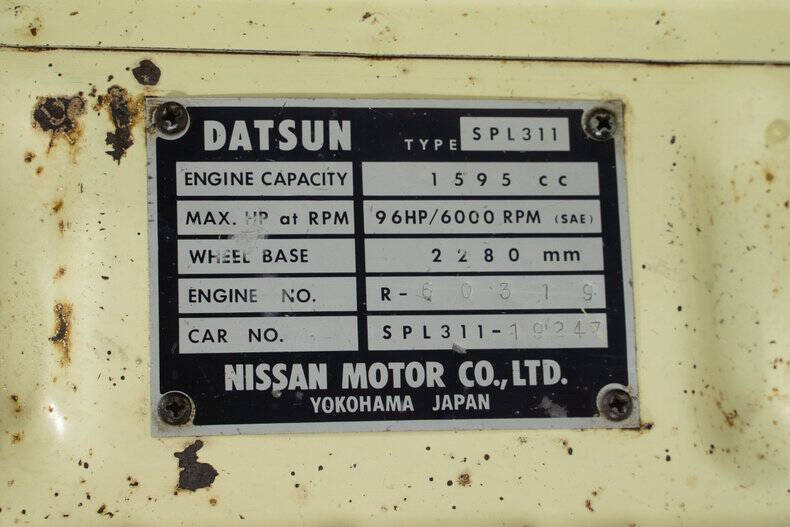 DATSUN TYPE SPL311
ENGINE CAPACITY 1595 cc
MAX. HP at RPM 96HP/6000 RPM (SAE)
WHEEL BASE 2280 mm
ENGINE NO. R-60319
CAR NO. SPL311-19247
NISSAN MOTOR CO., LTD.
YOKOHAMA JAPAN